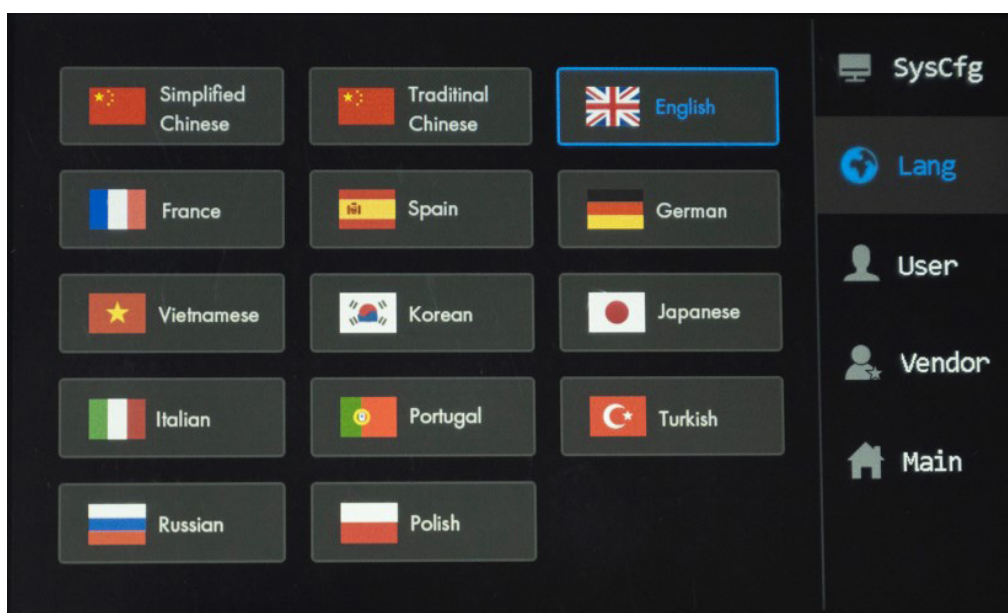 Simplified
Chinese
Traditinal
Chinese
English
France
Spain
German
Vietnamese
Korean
Japanese
Italian
Portugal
Turkish
Russian
Polish
SysCfg
Lang
User
Vendor
Main